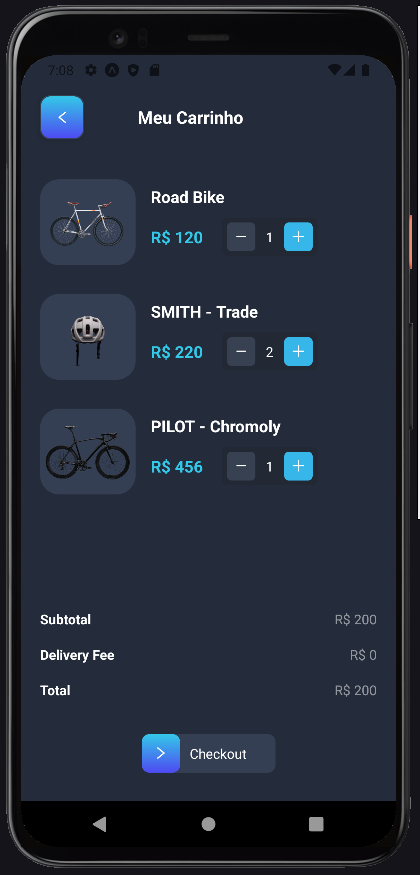 7:08
Meu Carrinho
Road Bike
R$ 120
1
SMITH - Trade
R$ 220
2
PILOT - Chromoly
R$ 456
1
Subtotal R$ 200
Delivery Fee R$ 0
Total R$ 200
Checkout